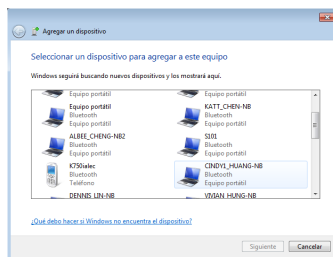 Agregar un dispositivo
Seleccionar un dispositivo para agregar a este equipo
Windows seguirá buscando nuevos dispositivos y los mostrará aquí.
Equipo portátil
Equipo portátil
Equipo portátil
Bluetooth
Equipo portátil
KATT_CHEN-NB
Bluetooth
Equipo portátil
ALBEE_CHENG-NB2
Bluetooth
Equipo portátil
S101
Bluetooth
Equipo portátil
K750ialec
Bluetooth
Teléfono
CINDY1_HUANG-NB
Bluetooth
Equipo portátil
DENNIS LIN-NB
VIVIAN HUNG-NB
¿Qué debo hacer si Windows no encuentra el dispositivo?
Siguiente
Cancelar